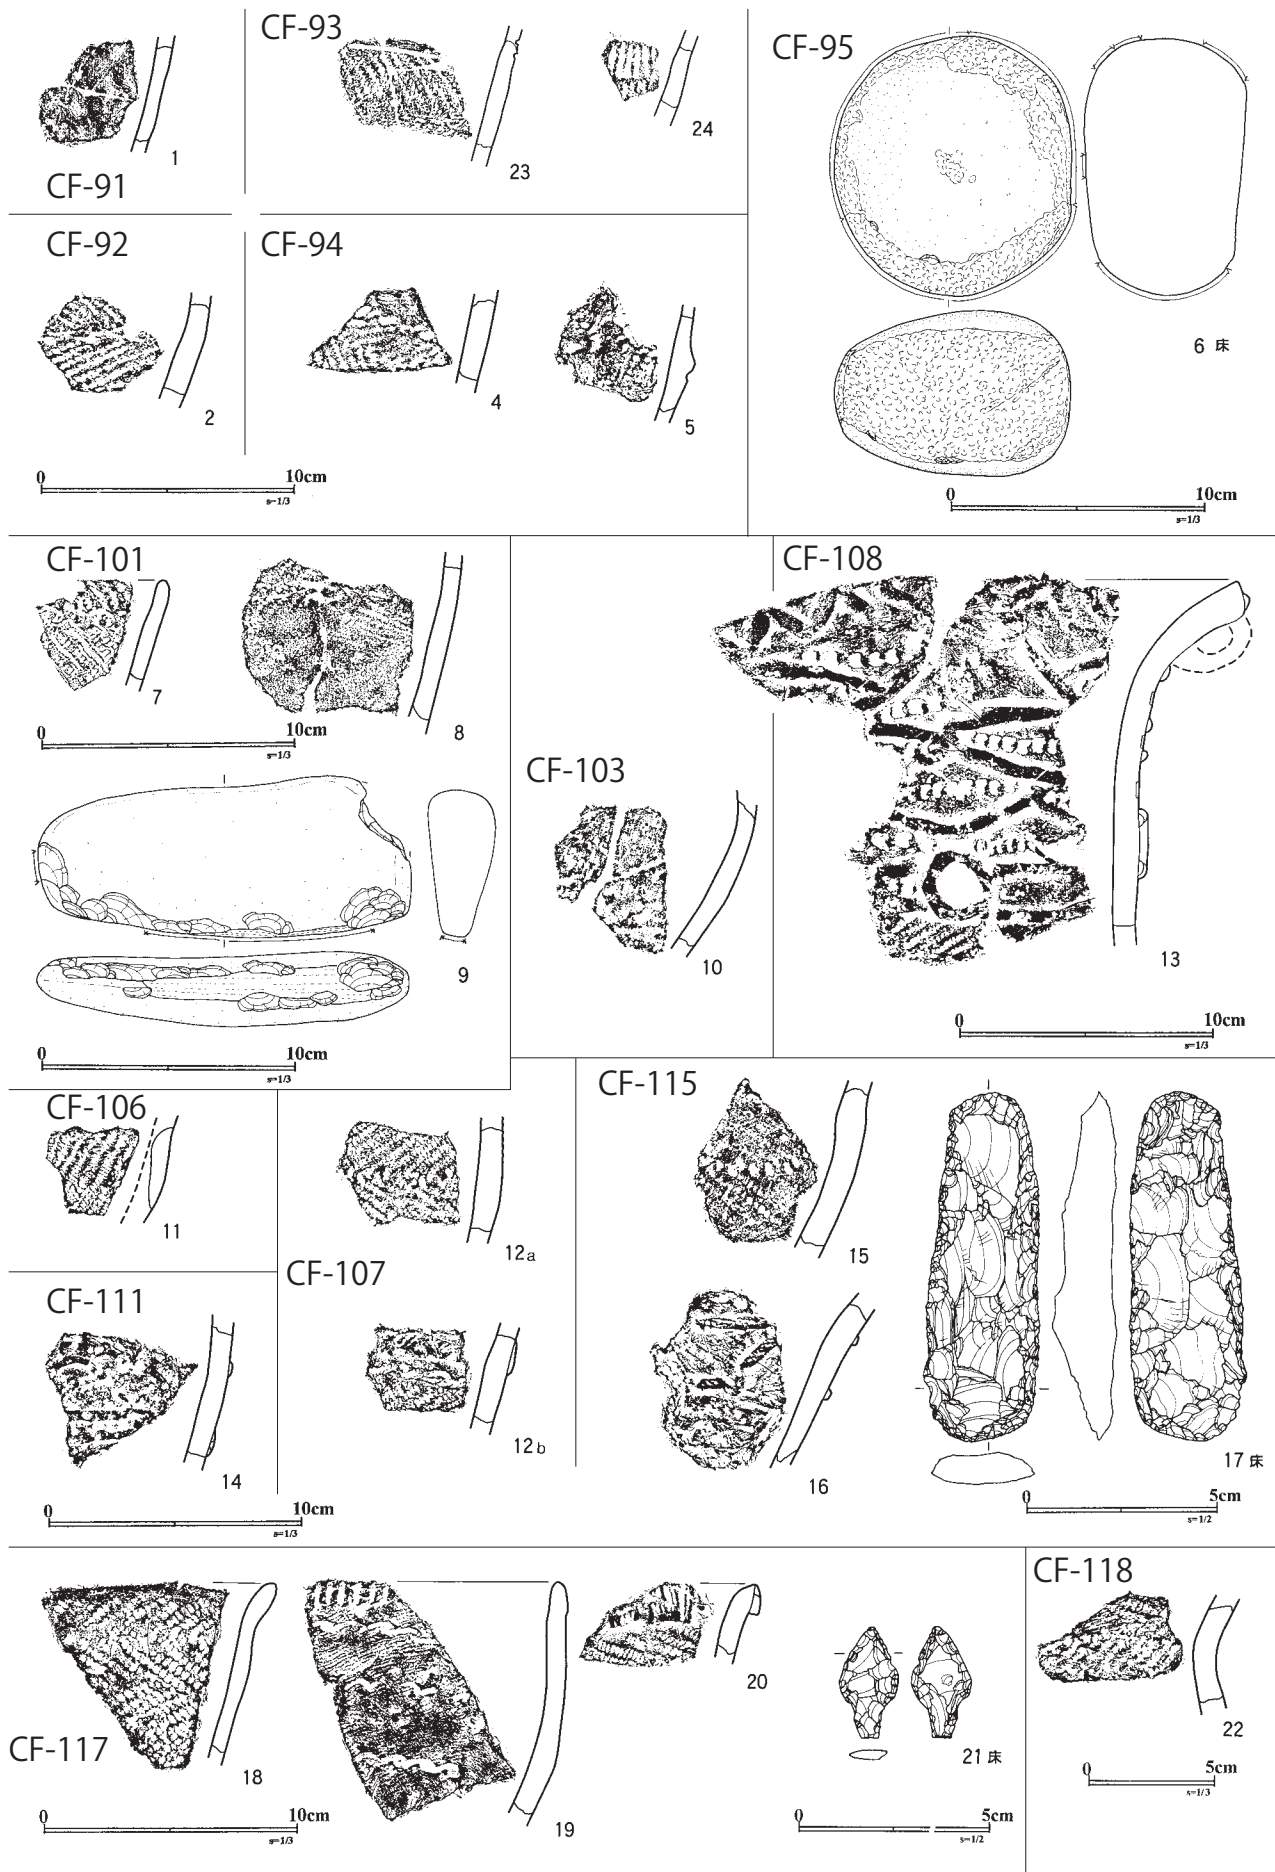 CF-91
1
CF-93
23
24
CF-92
2
CF-94
4
5
0 10cm
s=1/3
CF-95
6 床
0 10cm
s=1/3
CF-101
7
8
0 10cm
s=1/3
9
0 10cm
s=1/3
CF-103
10
CF-108
13
0 10cm
s=1/3
CF-106
11
CF-107
12a
12b
CF-111
14
0 10cm
s=1/3
CF-115
15
16
17 床
0 5cm
s=1/2
CF-117
18
19
20
21 床
0 10cm
s=1/3
0 5cm
s=1/2
CF-118
22
0 5cm
s=1/3